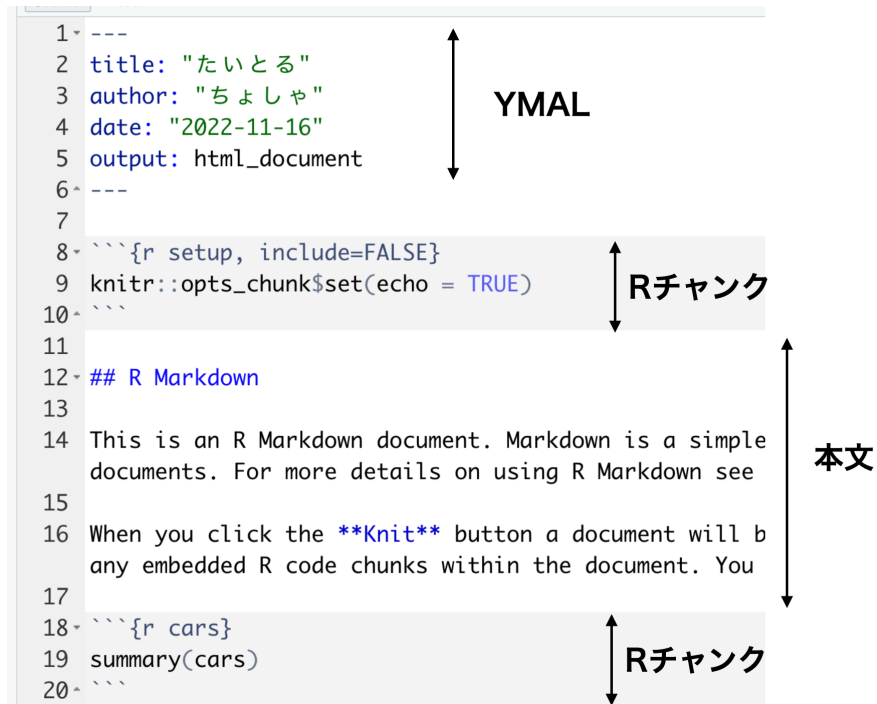 1 ---
2 title: "たいとる"
3 author: "ちょしゃ"
4 date: "2022-11-16"
5 output: html_document
6 ---
YMAL
7
8 ```{r setup, include=FALSE}
9 knitr::opts_chunk$set(echo = TRUE)
10 ```
Rチャンク
11
12 ## R Markdown
13
14 This is an R Markdown document. Markdown is a simple
documents. For more details on using R Markdown see
15
16 When you click the **Knit** button a document will b
any embedded R code chunks within the document. You
17
本文
18 ```{r cars}
19 summary(cars)
20 ```
Rチャンク